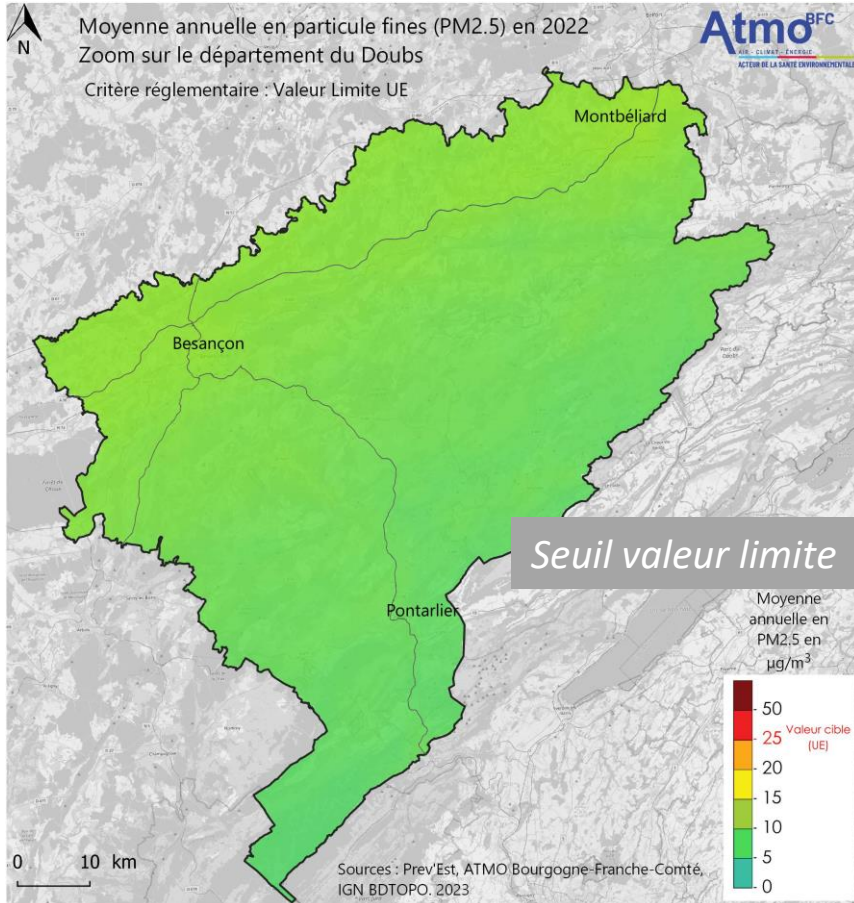 Moyenne annuelle en particule fines (PM2.5) en 2022
Zoom sur le département du Doubs
Critère réglementaire : Valeur Limite UE
N
Atmo BFC
AIR - CLIMAT - ÉNERGIE
ACTEUR DE LA SANTÉ ENVIRONNEMENTALE
Montbéliard
Besançon
Seuil valeur limite
Pontarlier
Moyenne
annuelle en
PM2.5 en
µg/m³
50
25 Valeur cible
(UE)
20
15
10
5
0
0 10 km
Sources : Prev'Est, ATMO Bourgogne-Franche-Comté,
IGN BDTOPO. 2023